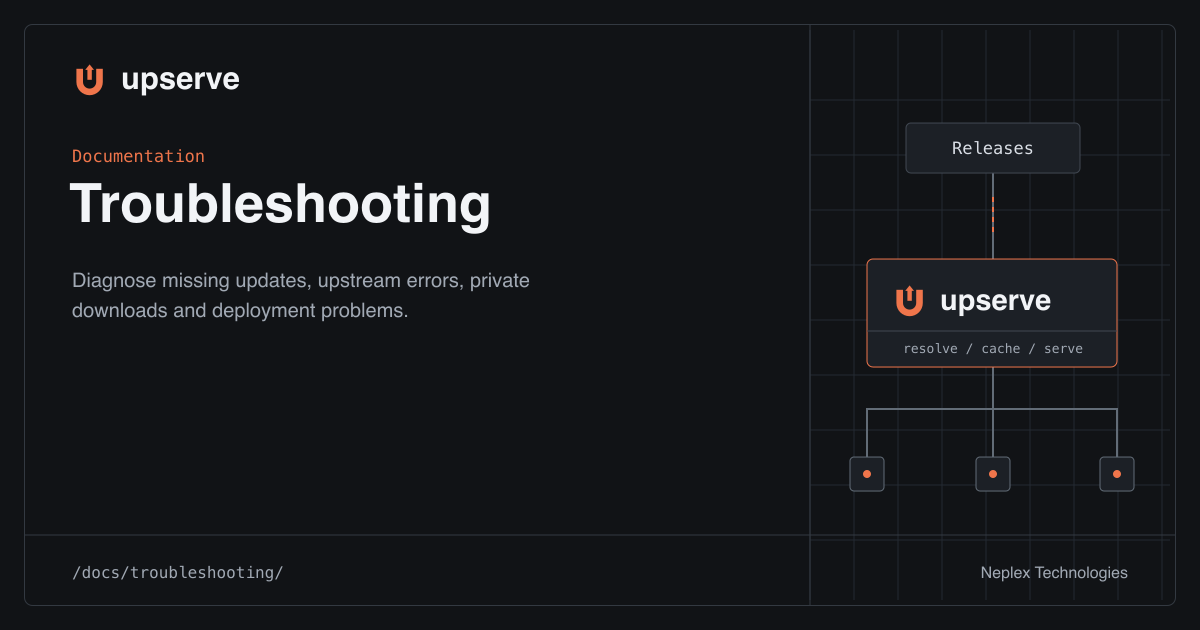 upserve
Documentation
Troubleshooting
Diagnose missing updates, upstream errors, private
downloads and deployment problems.
Releases
upserve
resolve / cache / serve
/docs/troubleshooting/
Neplex Technologies